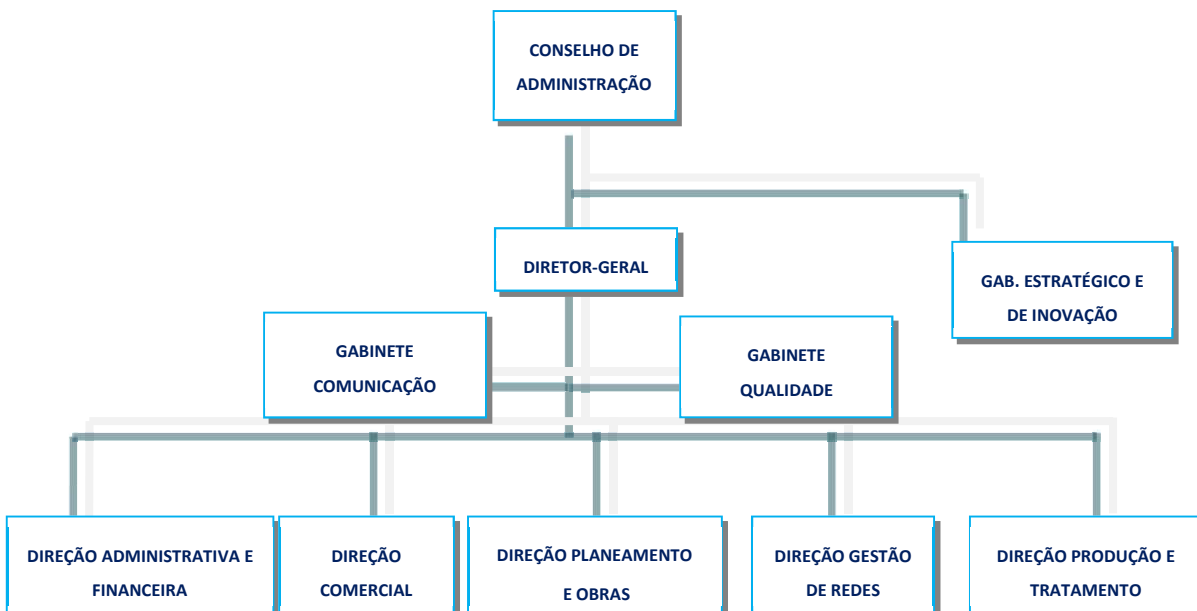 CONSELHO DE
ADMINISTRAÇÃO
DIRETOR-GERAL
GAB. ESTRATÉGICO E
DE INOVAÇÃO
GABINETE
COMUNICAÇÃO
GABINETE
QUALIDADE
DIREÇÃO ADMINISTRATIVA E
FINANCEIRA
DIREÇÃO
COMERCIAL
DIREÇÃO PLANEAMENTO
E OBRAS
DIREÇÃO GESTÃO
DE REDES
DIREÇÃO PRODUÇÃO E
TRATAMENTO